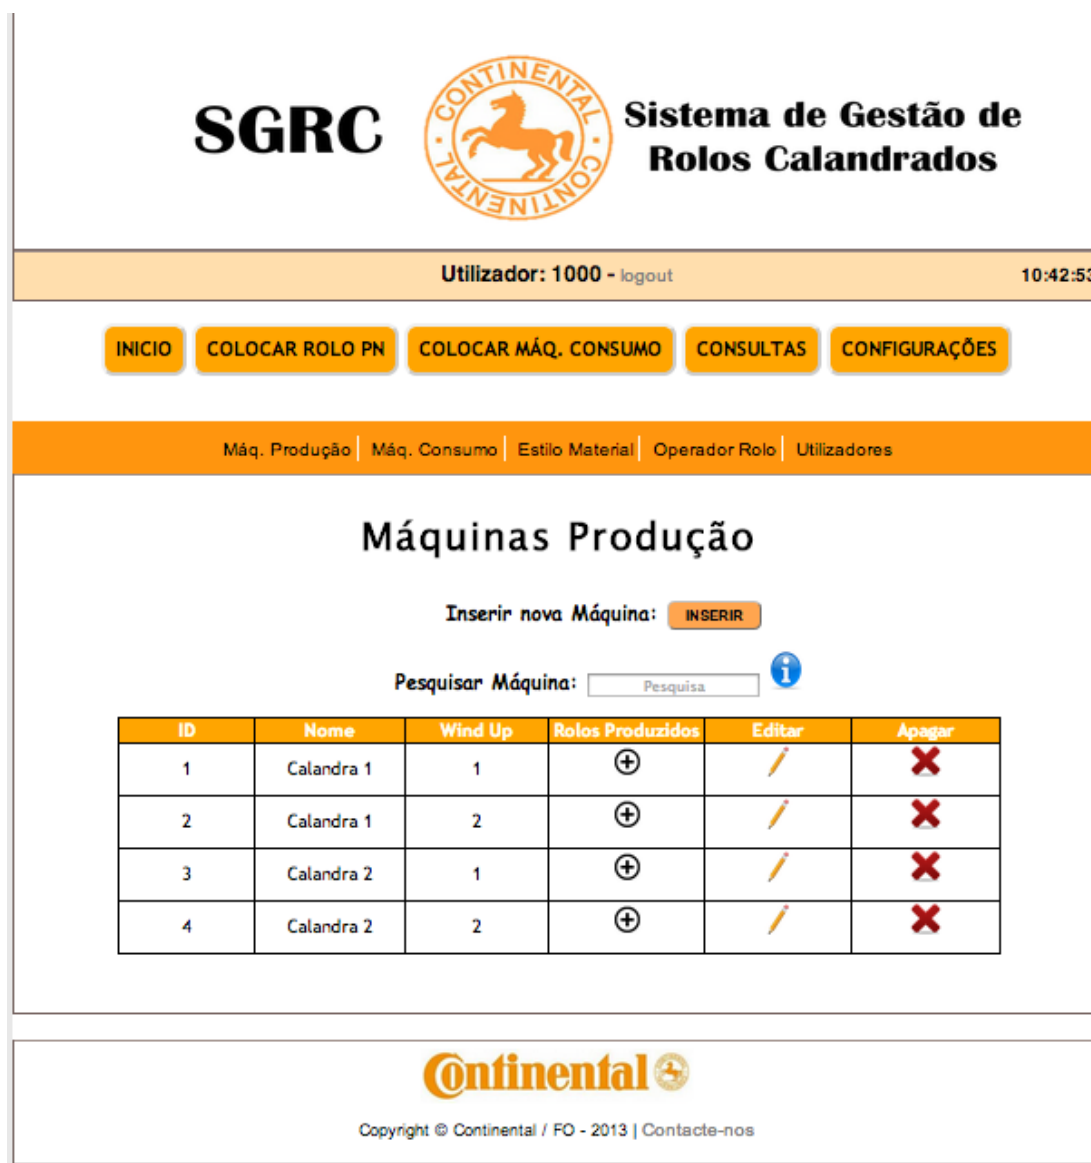 SGRC
CONTINENTAL · CONTINENTAL ·
Sistema de Gestão de
Rolos Calandrados
Utilizador: 1000 - logout 10:42:53
INICIO COLOCAR ROLO PN COLOCAR MÁQ. CONSUMO CONSULTAS CONFIGURAÇÕES
Máq. Produção Máq. Consumo Estilo Material Operador Rolo Utilizadores
Máquinas Produção
Inserir nova Máquina: INSERIR
Pesquisar Máquina: Pesquisa i
ID Nome Wind Up Rolos Produzidos Editar Apagar
1 Calandra 1 1
2 Calandra 1 2
3 Calandra 2 1
4 Calandra 2 2
Continental
Copyright © Continental / FO - 2013 | Contacte-nos